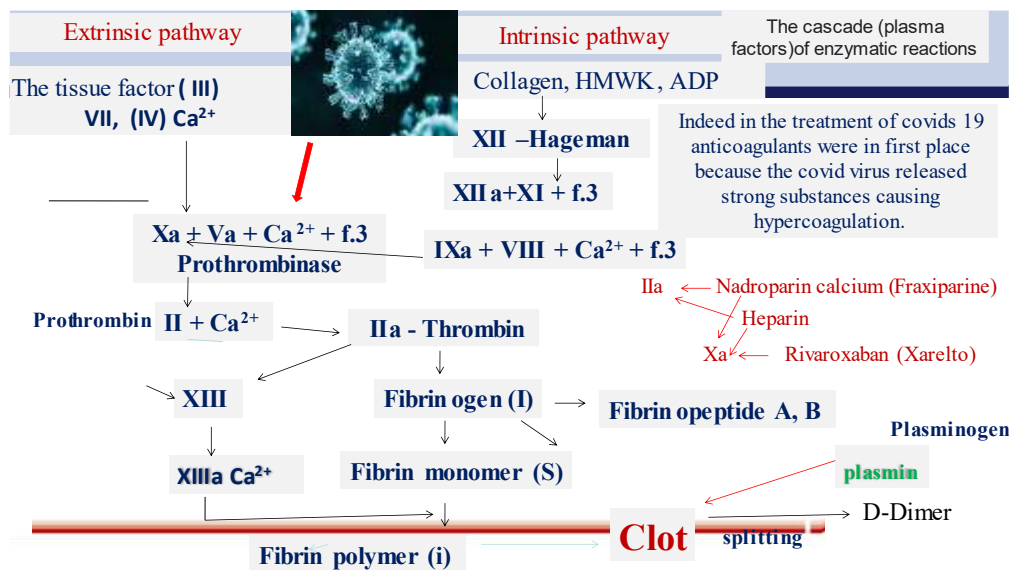 Extrinsic pathway
Intrinsic pathway
The cascade (plasma
factors)of enzymatic reactions
The tissue factor ( III)
VII, (IV) Ca²⁺
Collagen, HMWK, ADP
XII –Hageman
XIIa+XI + f.3
Indeed in the treatment of covids 19
anticoagulants were in first place
because the covid virus released
strong substances causing
hypercoagulation.
Xa + Va + Ca²⁺ + f.3
Prothrombinase
IXa + VIII + Ca²⁺ + f.3
IIa
Nadroparin calcium (Fraxiparine)
Heparin
Xa
Rivaroxaban (Xarelto)
Prothrombin II + Ca²⁺
IIa - Thrombin
XIII
Fibrin ogen (I)
Fibrin opeptide A, B
Plasminogen
plasmin
XIIIa Ca²⁺
Fibrin monomer (S)
D-Dimer
Clot
splitting
Fibrin polymer (i)